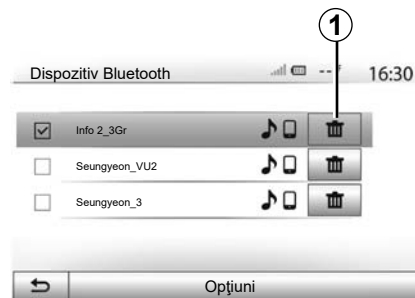 1
Dispozitiv Bluetooth -- ° 16:30
Info 2_3Gr
Seungyeon_VU2
Seungyeon_3
Opţiuni